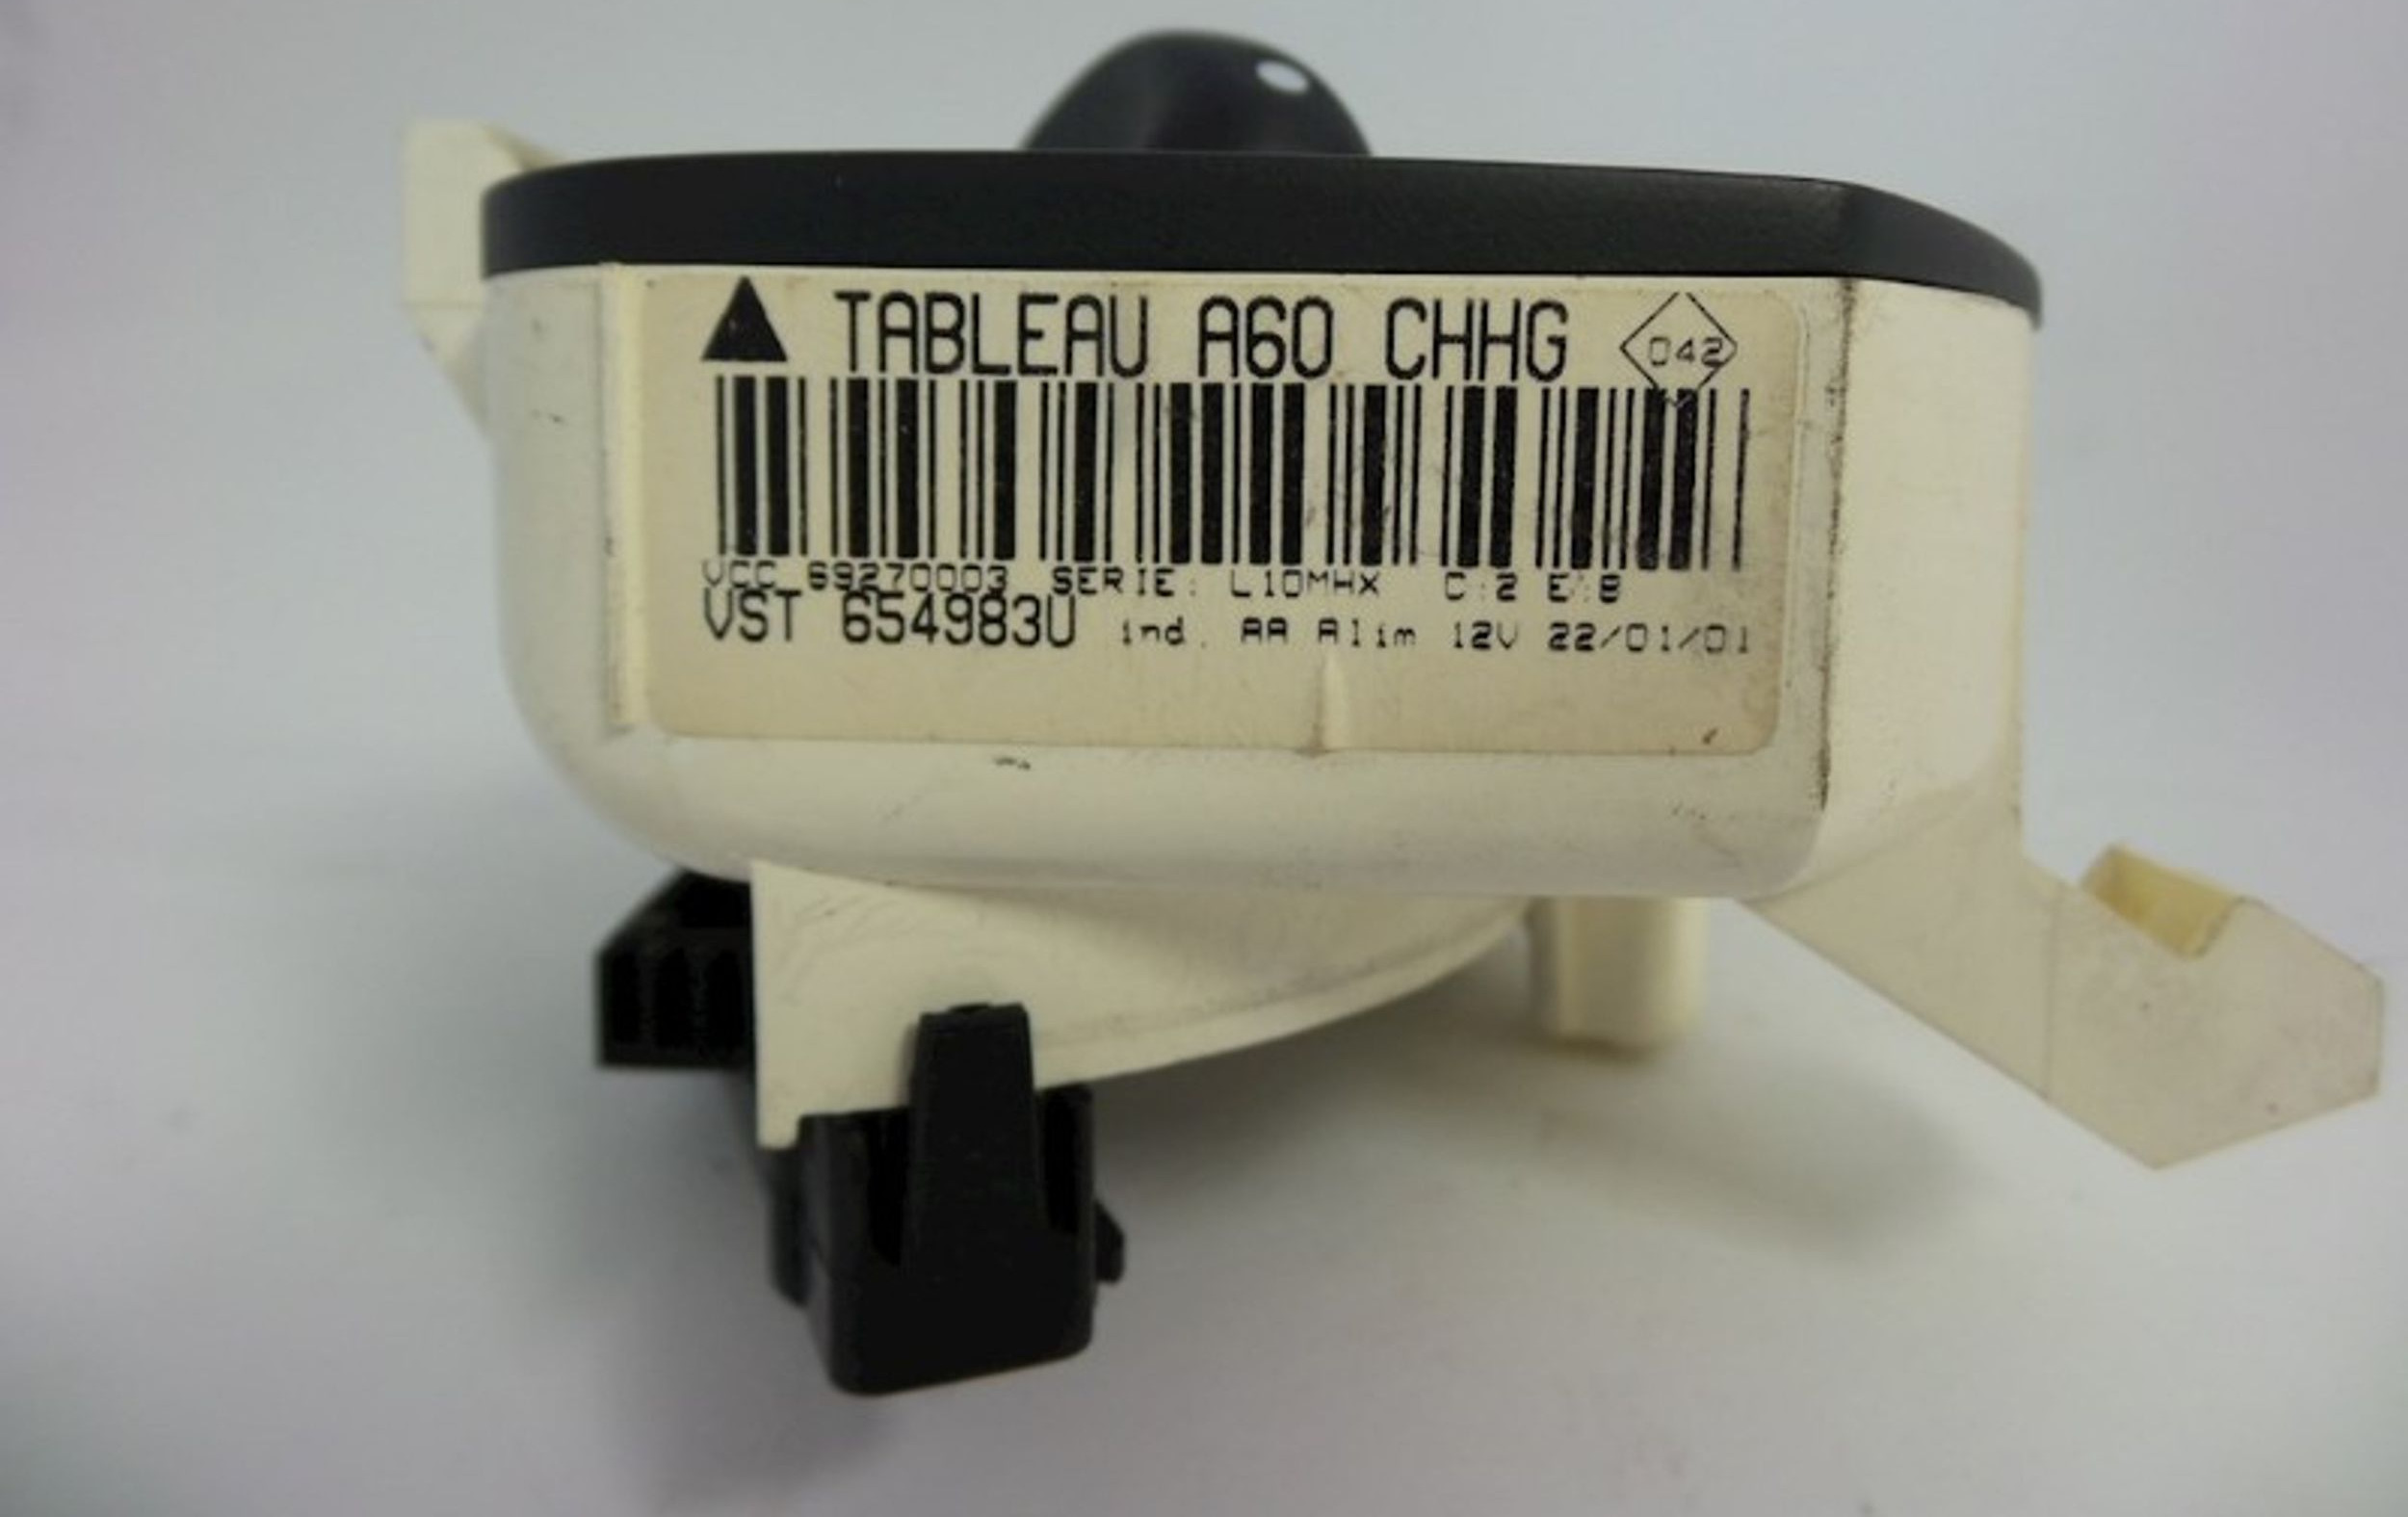 TABLEAU A60 CHHG 042
VCC 69270003 SERIE: L10MHX C:2 E:8
VST 654983U ind. AA Alim 12V 22/01/01